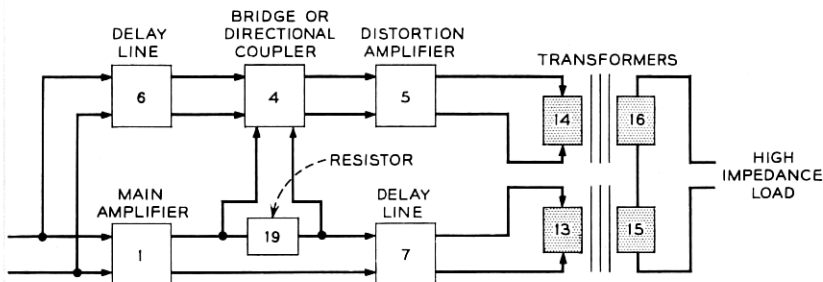 DELAY
LINE
6
BRIDGE OR
DIRECTIONAL
COUPLER
4
DISTORTION
AMPLIFIER
5
TRANSFORMERS
14
16
RESISTOR
HIGH
IMPEDANCE
LOAD
MAIN
AMPLIFIER
1
19
DELAY
LINE
7
13
15